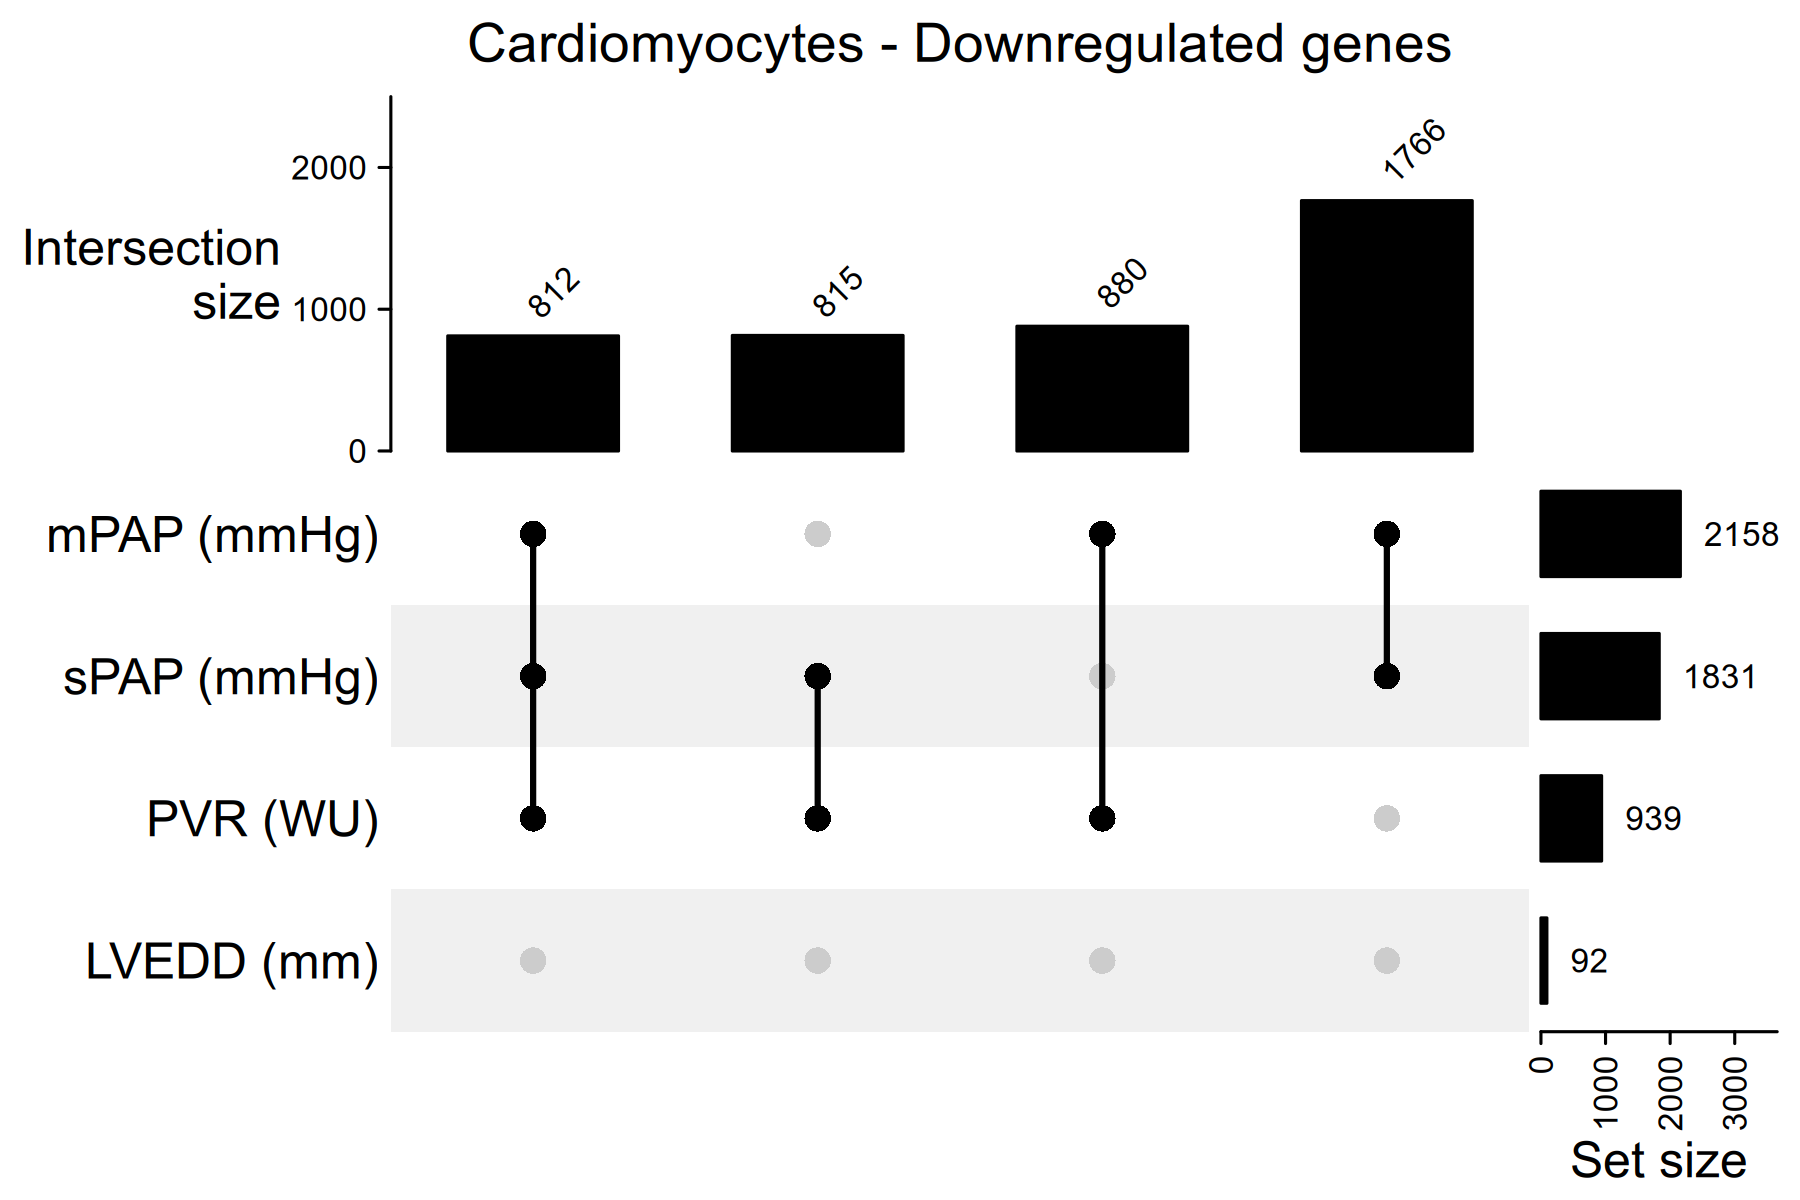 Cardiomyocytes - Downregulated genes
Intersection
size
2000
1000
0
812
815
880
1766
mPAP (mmHg)
2158
sPAP (mmHg)
1831
PVR (WU)
939
LVEDD (mm)
92
0
1000
2000
3000
Set size